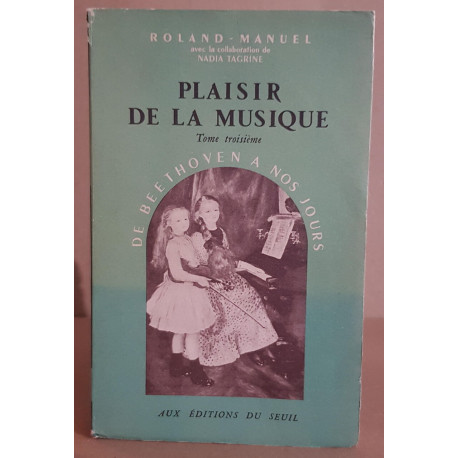 ROLAND-MANUEL
avec la collaboration de
NADIA TAGRINE
PLAISIR
DE LA MUSIQUE
Tome troisième
DE BEETHOVEN A NOS JOURS
AUX ÉDITIONS DU SEUIL